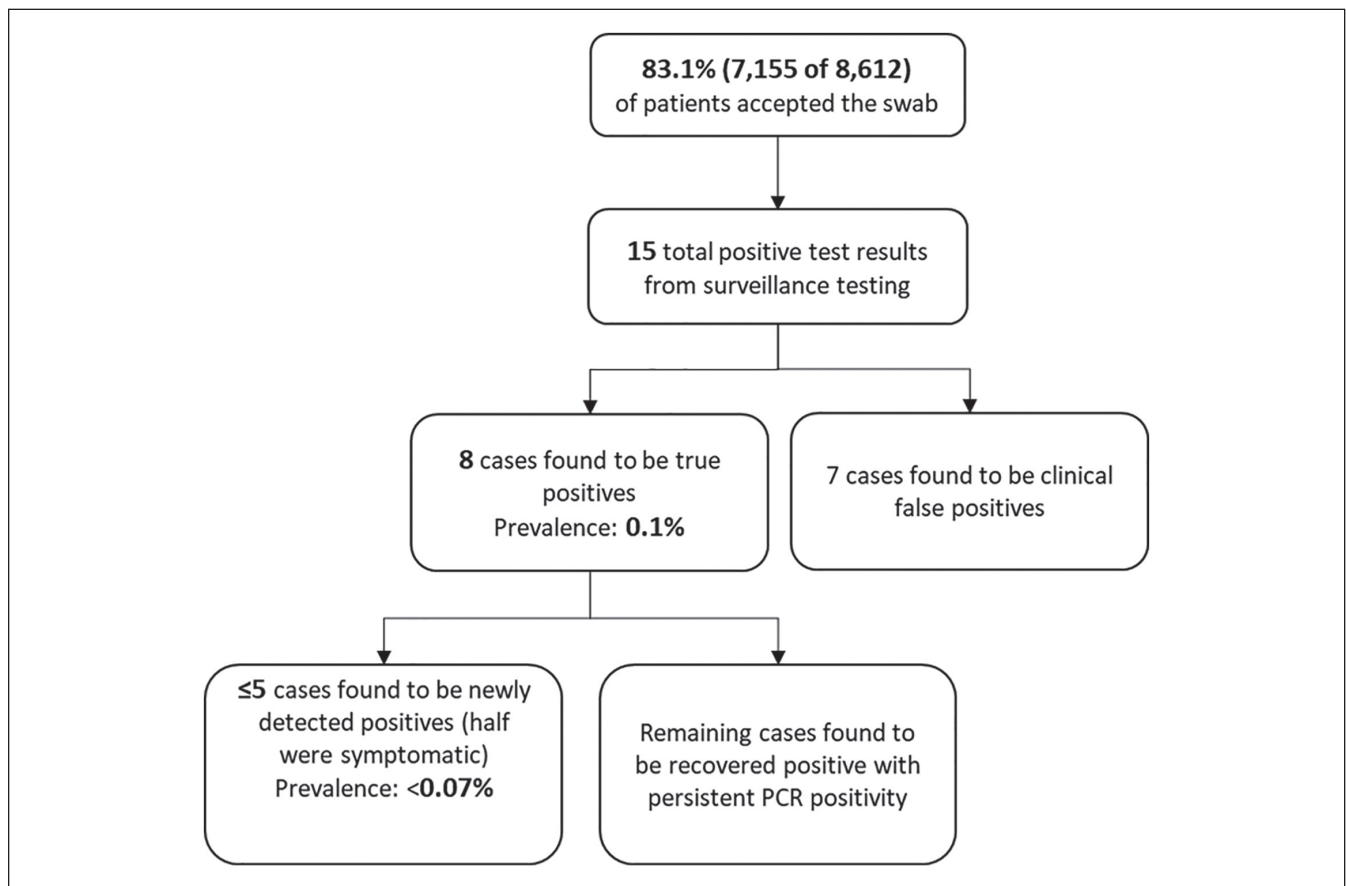 83.1% (7,155 of 8,612)
of patients accepted the swab
15 total positive test results
from surveillance testing
8 cases found to be true
positives
Prevalence: 0.1%
7 cases found to be clinical
false positives
≤5 cases found to be newly
detected positives (half
were symptomatic)
Prevalence: <0.07%
Remaining cases found to
be recovered positive with
persistent PCR positivity